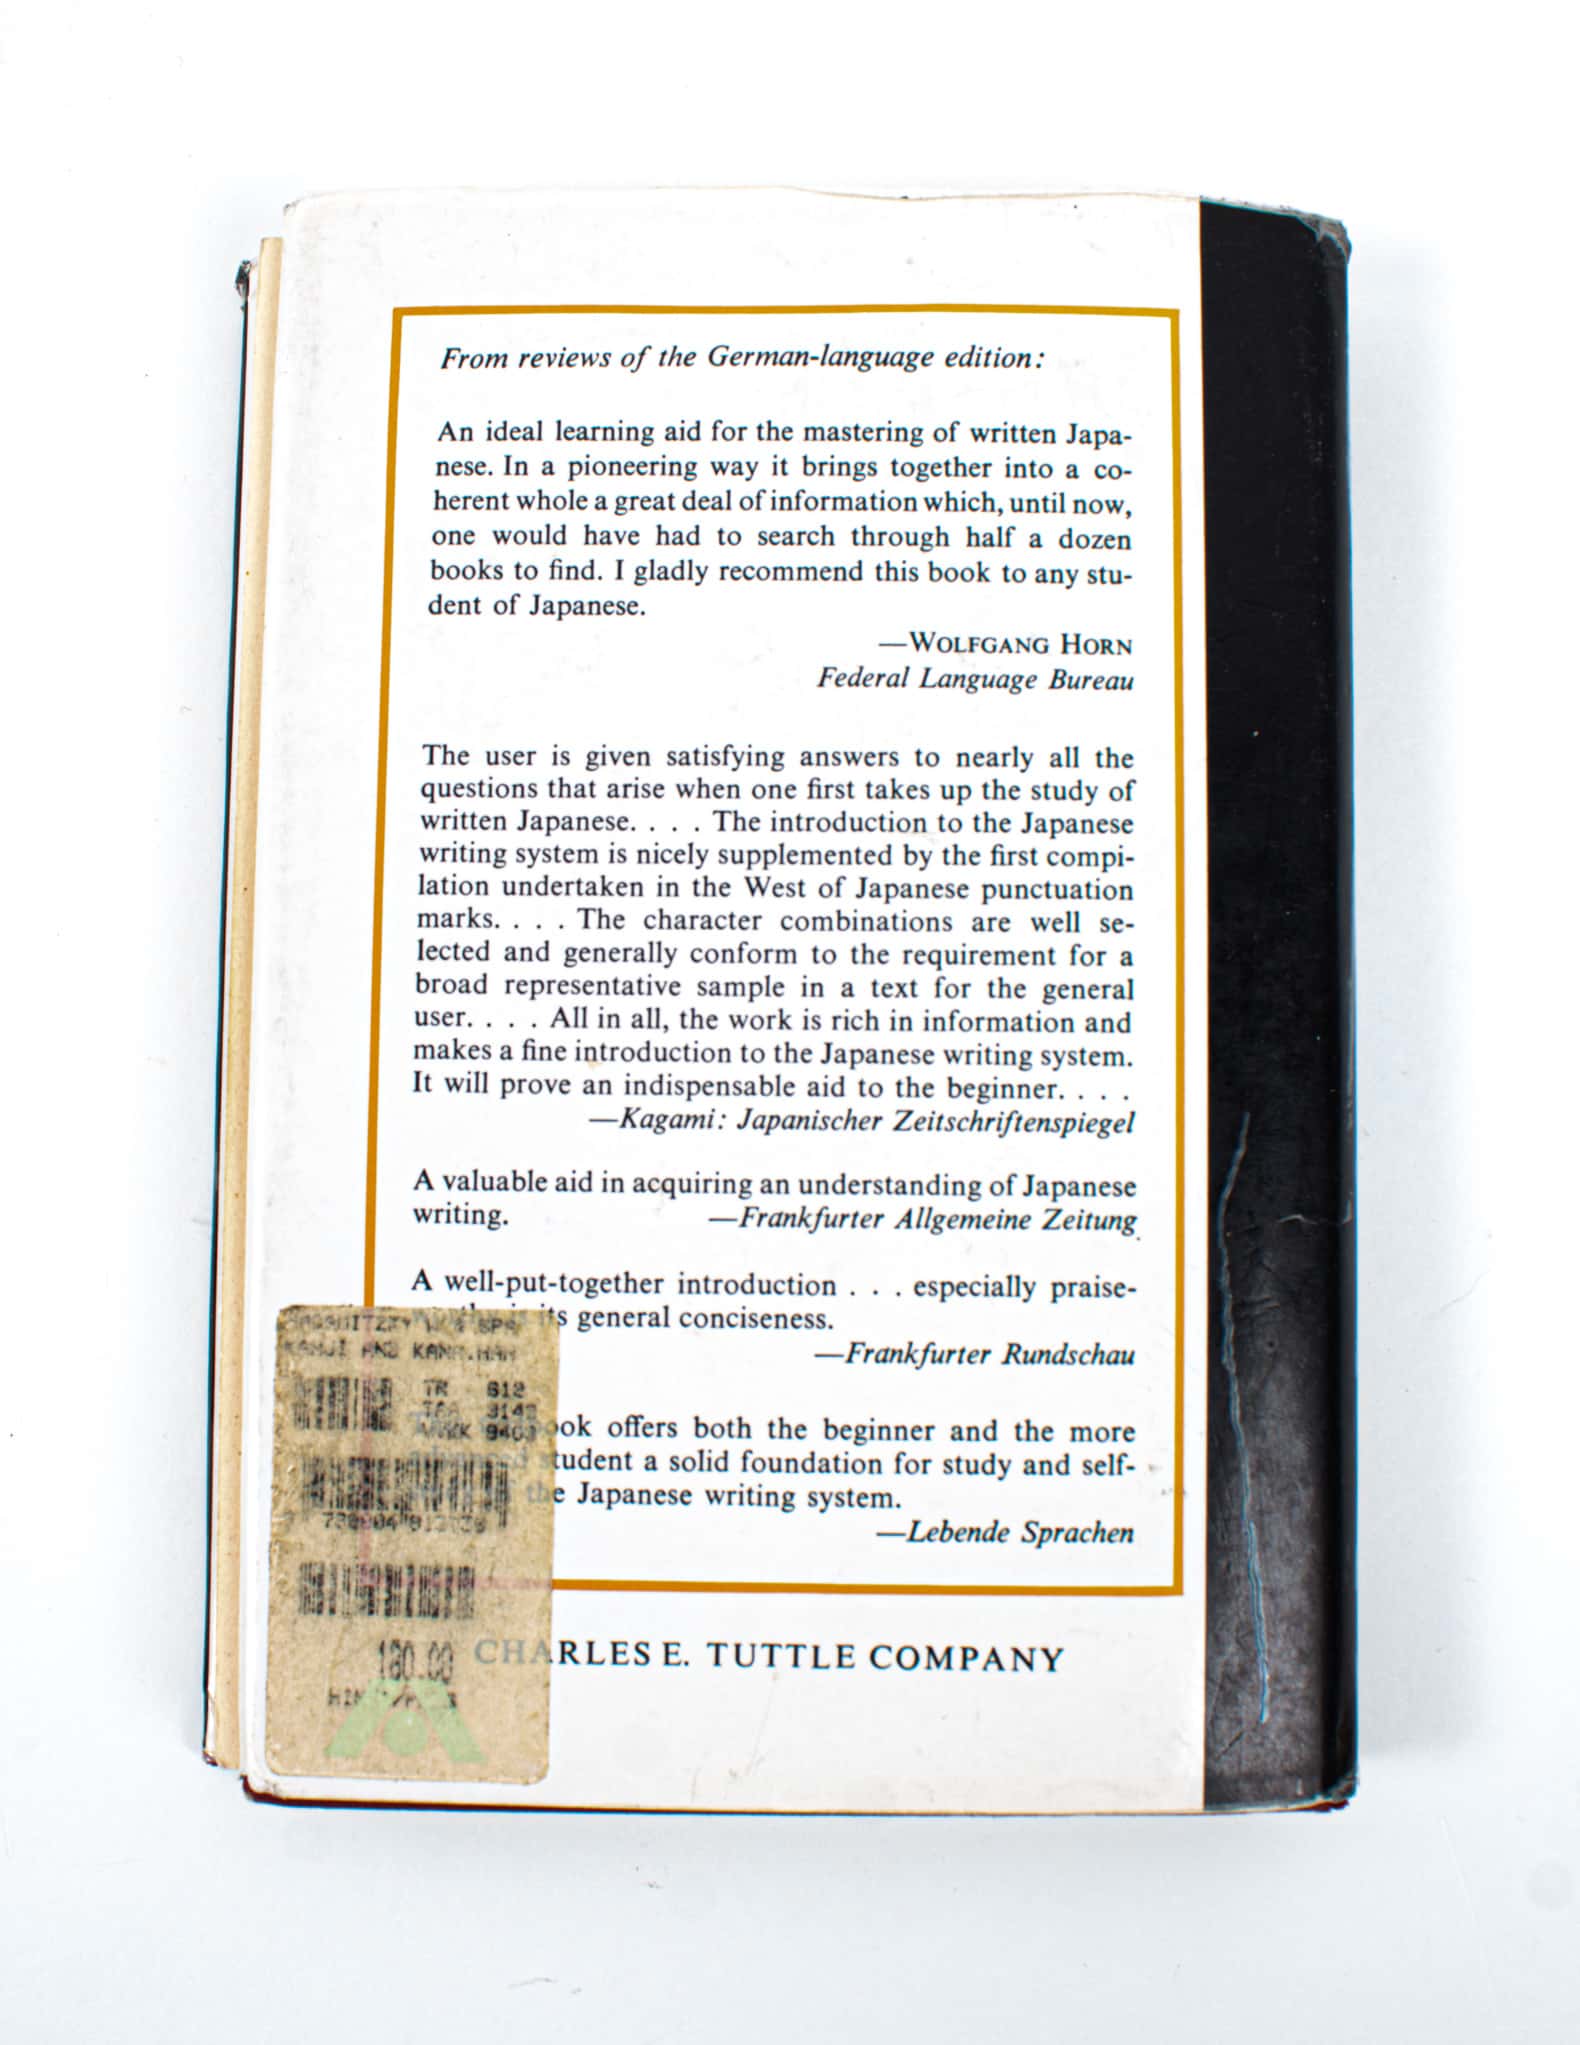 From reviews of the German-language edition:
An ideal learning aid for the mastering of written Japa-
nese. In a pioneering way it brings together into a co-
herent whole a great deal of information which, until now,
one would have had to search through half a dozen
books to find. I gladly recommend this book to any stu-
dent of Japanese.
—WOLFGANG HORN
Federal Language Bureau
The user is given satisfying answers to nearly all the
questions that arise when one first takes up the study of
written Japanese. . . . The introduction to the Japanese
writing system is nicely supplemented by the first compi-
lation undertaken in the West of Japanese punctuation
marks. . . . The character combinations are well se-
lected and generally conform to the requirement for a
broad representative sample in a text for the general
user. . . . All in all, the work is rich in information and
makes a fine introduction to the Japanese writing system.
It will prove an indispensable aid to the beginner. . . .
—Kagami: Japanischer Zeitschriftenspiegel
A valuable aid in acquiring an understanding of Japanese
writing. —Frankfurter Allgemeine Zeitung
A well-put-together introduction . . . especially praise-
its general conciseness.
—Frankfurter Rundschau
offers both the beginner and the more
student a solid foundation for study and self-
the Japanese writing system.
—Lebende Sprachen
KANJI AND KANA.HAN
TR 612
180.00
CHARLES E. TUTTLE COMPANY